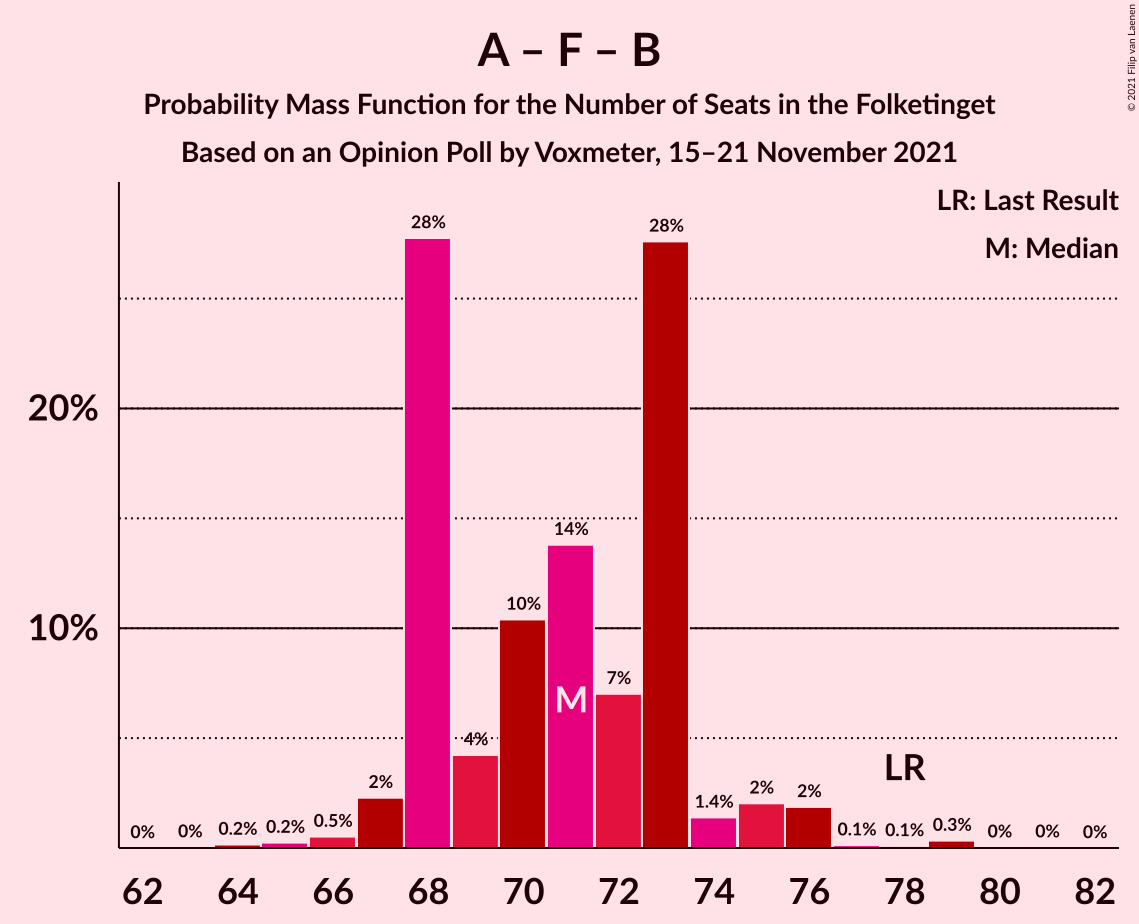 A – F – B
Probability Mass Function for the Number of Seats in the Folketinget
Based on an Opinion Poll by Voxmeter, 15–21 November 2021
© 2021 Filip van Laenen
LR: Last Result
M: Median
20%
10%
0% 0% 0.2% 0.2% 0.5% 2% 28% 4% 10% 14% 7% 28% 1.4% 2% 2% 0.1% 0.1% 0.3% 0% 0% 0%
M
LR
62 64 66 68 70 72 74 76 78 80 82